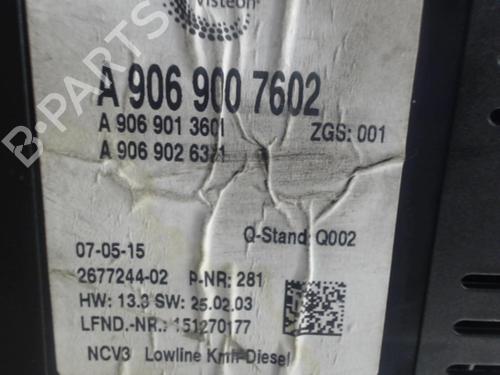 Visteon
A 906 900 7602
A 906 901 3601 ZGS: 001
A 906 902 6321
Q-Stand: Q002
07-05-15
2677244-02 P-NR: 281
HW: 13.3 SW: 25.02.03
LFND.-NR.: 151270177
NCV3 Lowline Kmh-Diesel
B-PARTS